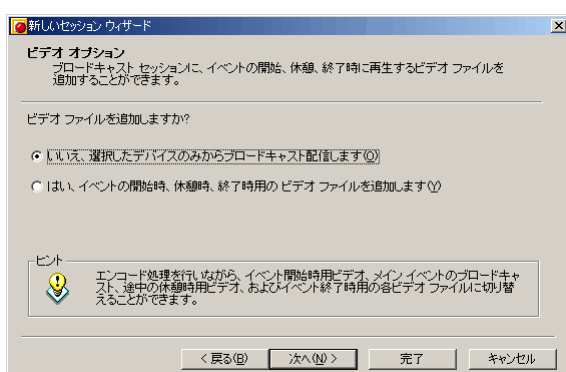 新しいセッション ウィザード
ビデオ オプション
ブロードキャスト セッションに、イベントの開始、休憩、終了時に再生するビデオ ファイルを
追加することができます。
ビデオ ファイルを追加しますか?
いいえ、選択したデバイスのみからブロードキャスト配信します(O)
はい、イベントの開始時、休憩時、終了時用の ビデオ ファイルを追加します(Y)
ヒント
エンコード処理を行いながら、イベント開始時用ビデオ、メイン イベントのブロードキャ
スト、途中の休憩時用ビデオ、およびイベント終了時用の各ビデオ ファイルに切り替
えることができます。
< 戻る(B) 次へ(N) > 完了 キャンセル